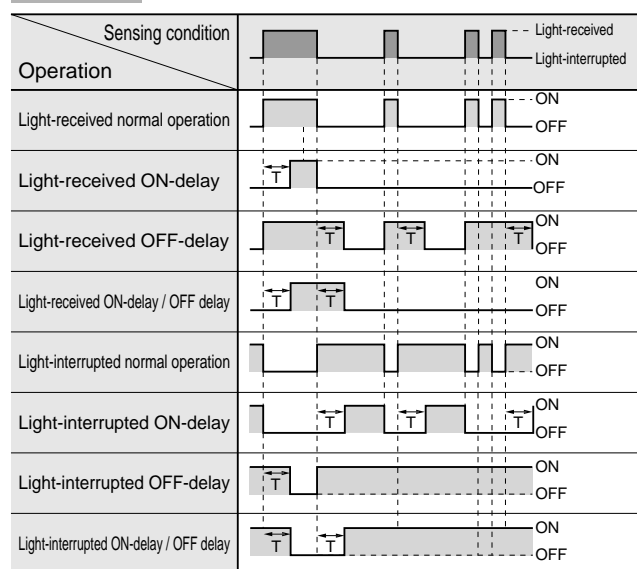 Sensing condition
Operation
Light-received
Light-interrupted
Light-received normal operation
ON
OFF
Light-received ON-delay
T
ON
OFF
Light-received OFF-delay
T
T
T
ON
OFF
Light-received ON-delay / OFF delay
T
T
ON
OFF
Light-interrupted normal operation
ON
OFF
Light-interrupted ON-delay
T
T
T
ON
OFF
Light-interrupted OFF-delay
T
ON
OFF
Light-interrupted ON-delay / OFF delay
T
T
ON
OFF